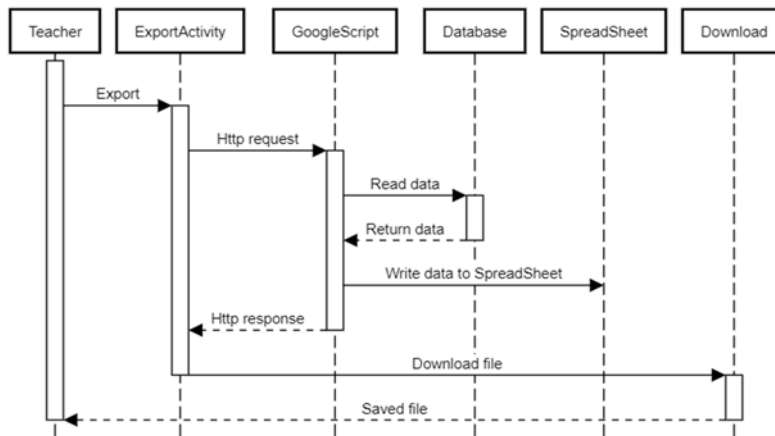 Teacher
ExportActivity
GoogleScript
Database
SpreadSheet
Download
Export
Http request
Read data
Return data
Write data to SpreadSheet
Http response
Download file
Saved file